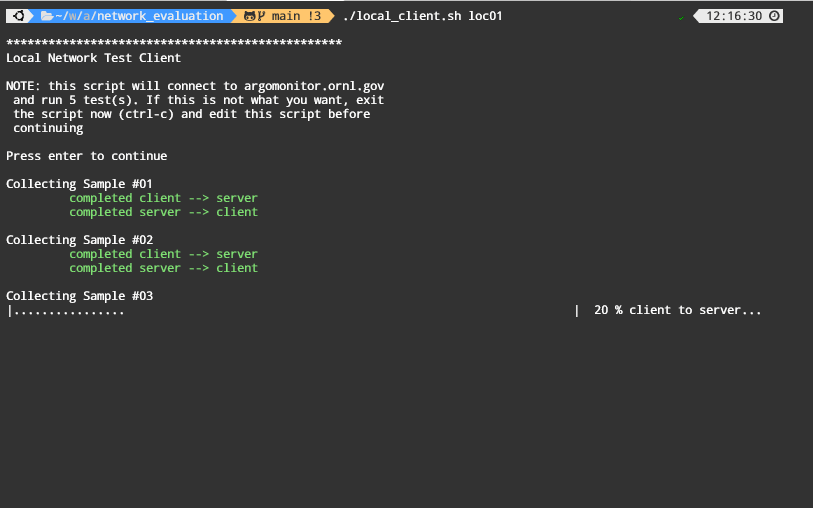 ~/w/a/network_evaluation main !3 ./local_client.sh loc01 ✓ 12:16:30
************************************************
Local Network Test Client
NOTE: this script will connect to argomonitor.ornl.gov
and run 5 test(s). If this is not what you want, exit
the script now (ctrl-c) and edit this script before
continuing
Press enter to continue
Collecting Sample #01
completed client --> server
completed server --> client
Collecting Sample #02
completed client --> server
completed server --> client
Collecting Sample #03
|................ | 20 % client to server...